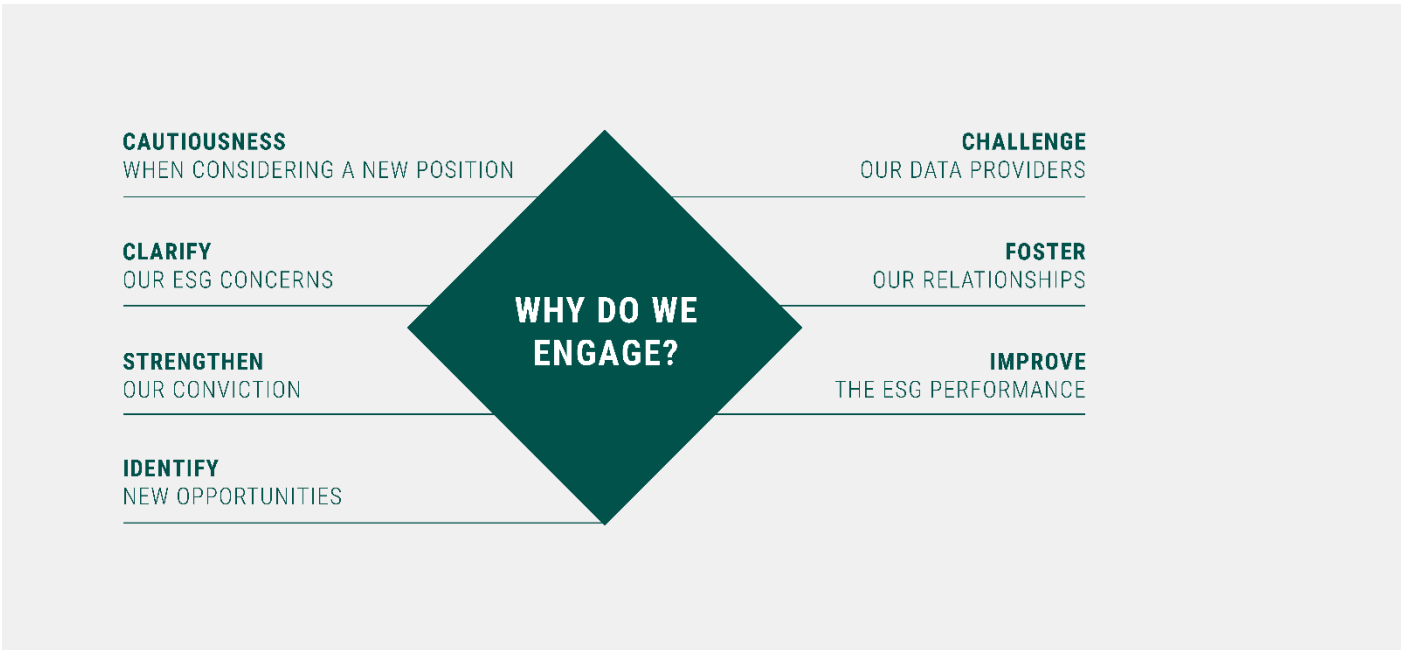 CAUTIOUSNESS
WHEN CONSIDERING A NEW POSITION
CLARIFY
OUR ESG CONCERNS
STRENGTHEN
OUR CONVICTION
IDENTIFY
NEW OPPORTUNITIES
WHY DO WE
ENGAGE?
CHALLENGE
OUR DATA PROVIDERS
FOSTER
OUR RELATIONSHIPS
IMPROVE
THE ESG PERFORMANCE